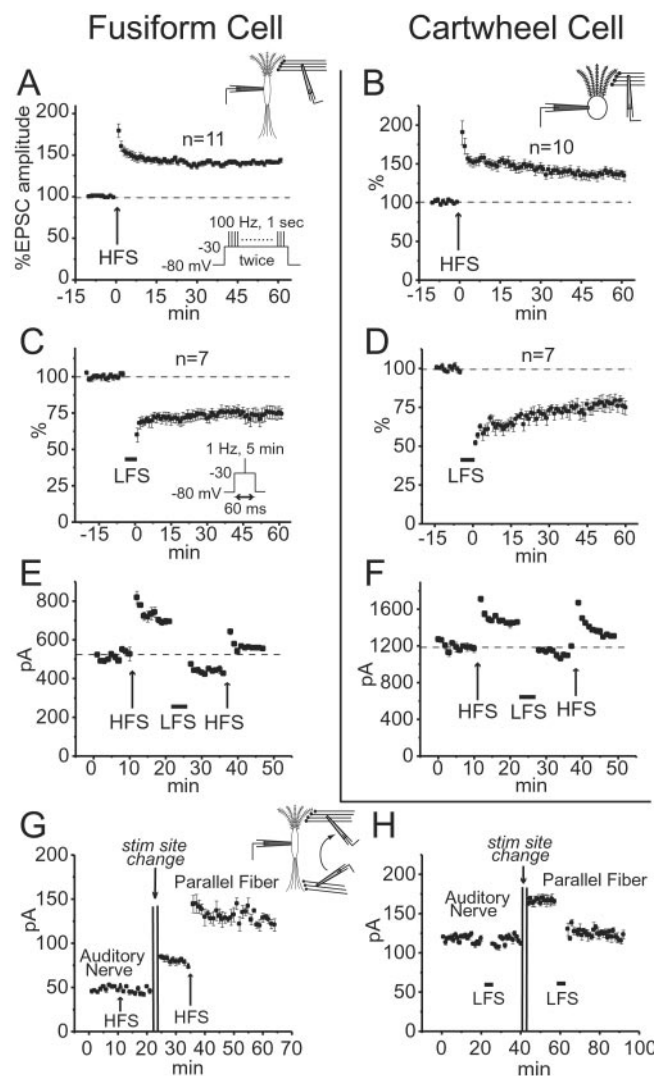 Fusiform Cell
Cartwheel Cell
A
%EPSC amplitude
200
150
100
50
0
n=11
HFS
100 Hz, 1 sec
-30
-80 mV
twice
-15 0 15 30 45 60
min
B
%
200
150
100
50
0
n=10
HFS
-15 0 15 30 45 60
min
C
%
100
75
50
25
0
n=7
LFS
1 Hz, 5 min
-30
-80 mV
60 ms
-15 0 15 30 45 60
min
D
%
100
75
50
25
0
n=7
LFS
-15 0 15 30 45 60
min
E
pA
800
600
400
200
0
HFS LFS HFS
0 10 20 30 40 50
min
F
pA
1600
1200
800
400
0
HFS LFS HFS
0 10 20 30 40 50
min
G
pA
200
150
100
50
0
stim site
change
Parallel Fiber
Auditory
Nerve
HFS
HFS
0 10 20 30 40 50 60 70
min
H
pA
200
150
100
50
0
stim site
change
Auditory
Nerve
Parallel Fiber
LFS
LFS
0 20 40 60 80 100
min